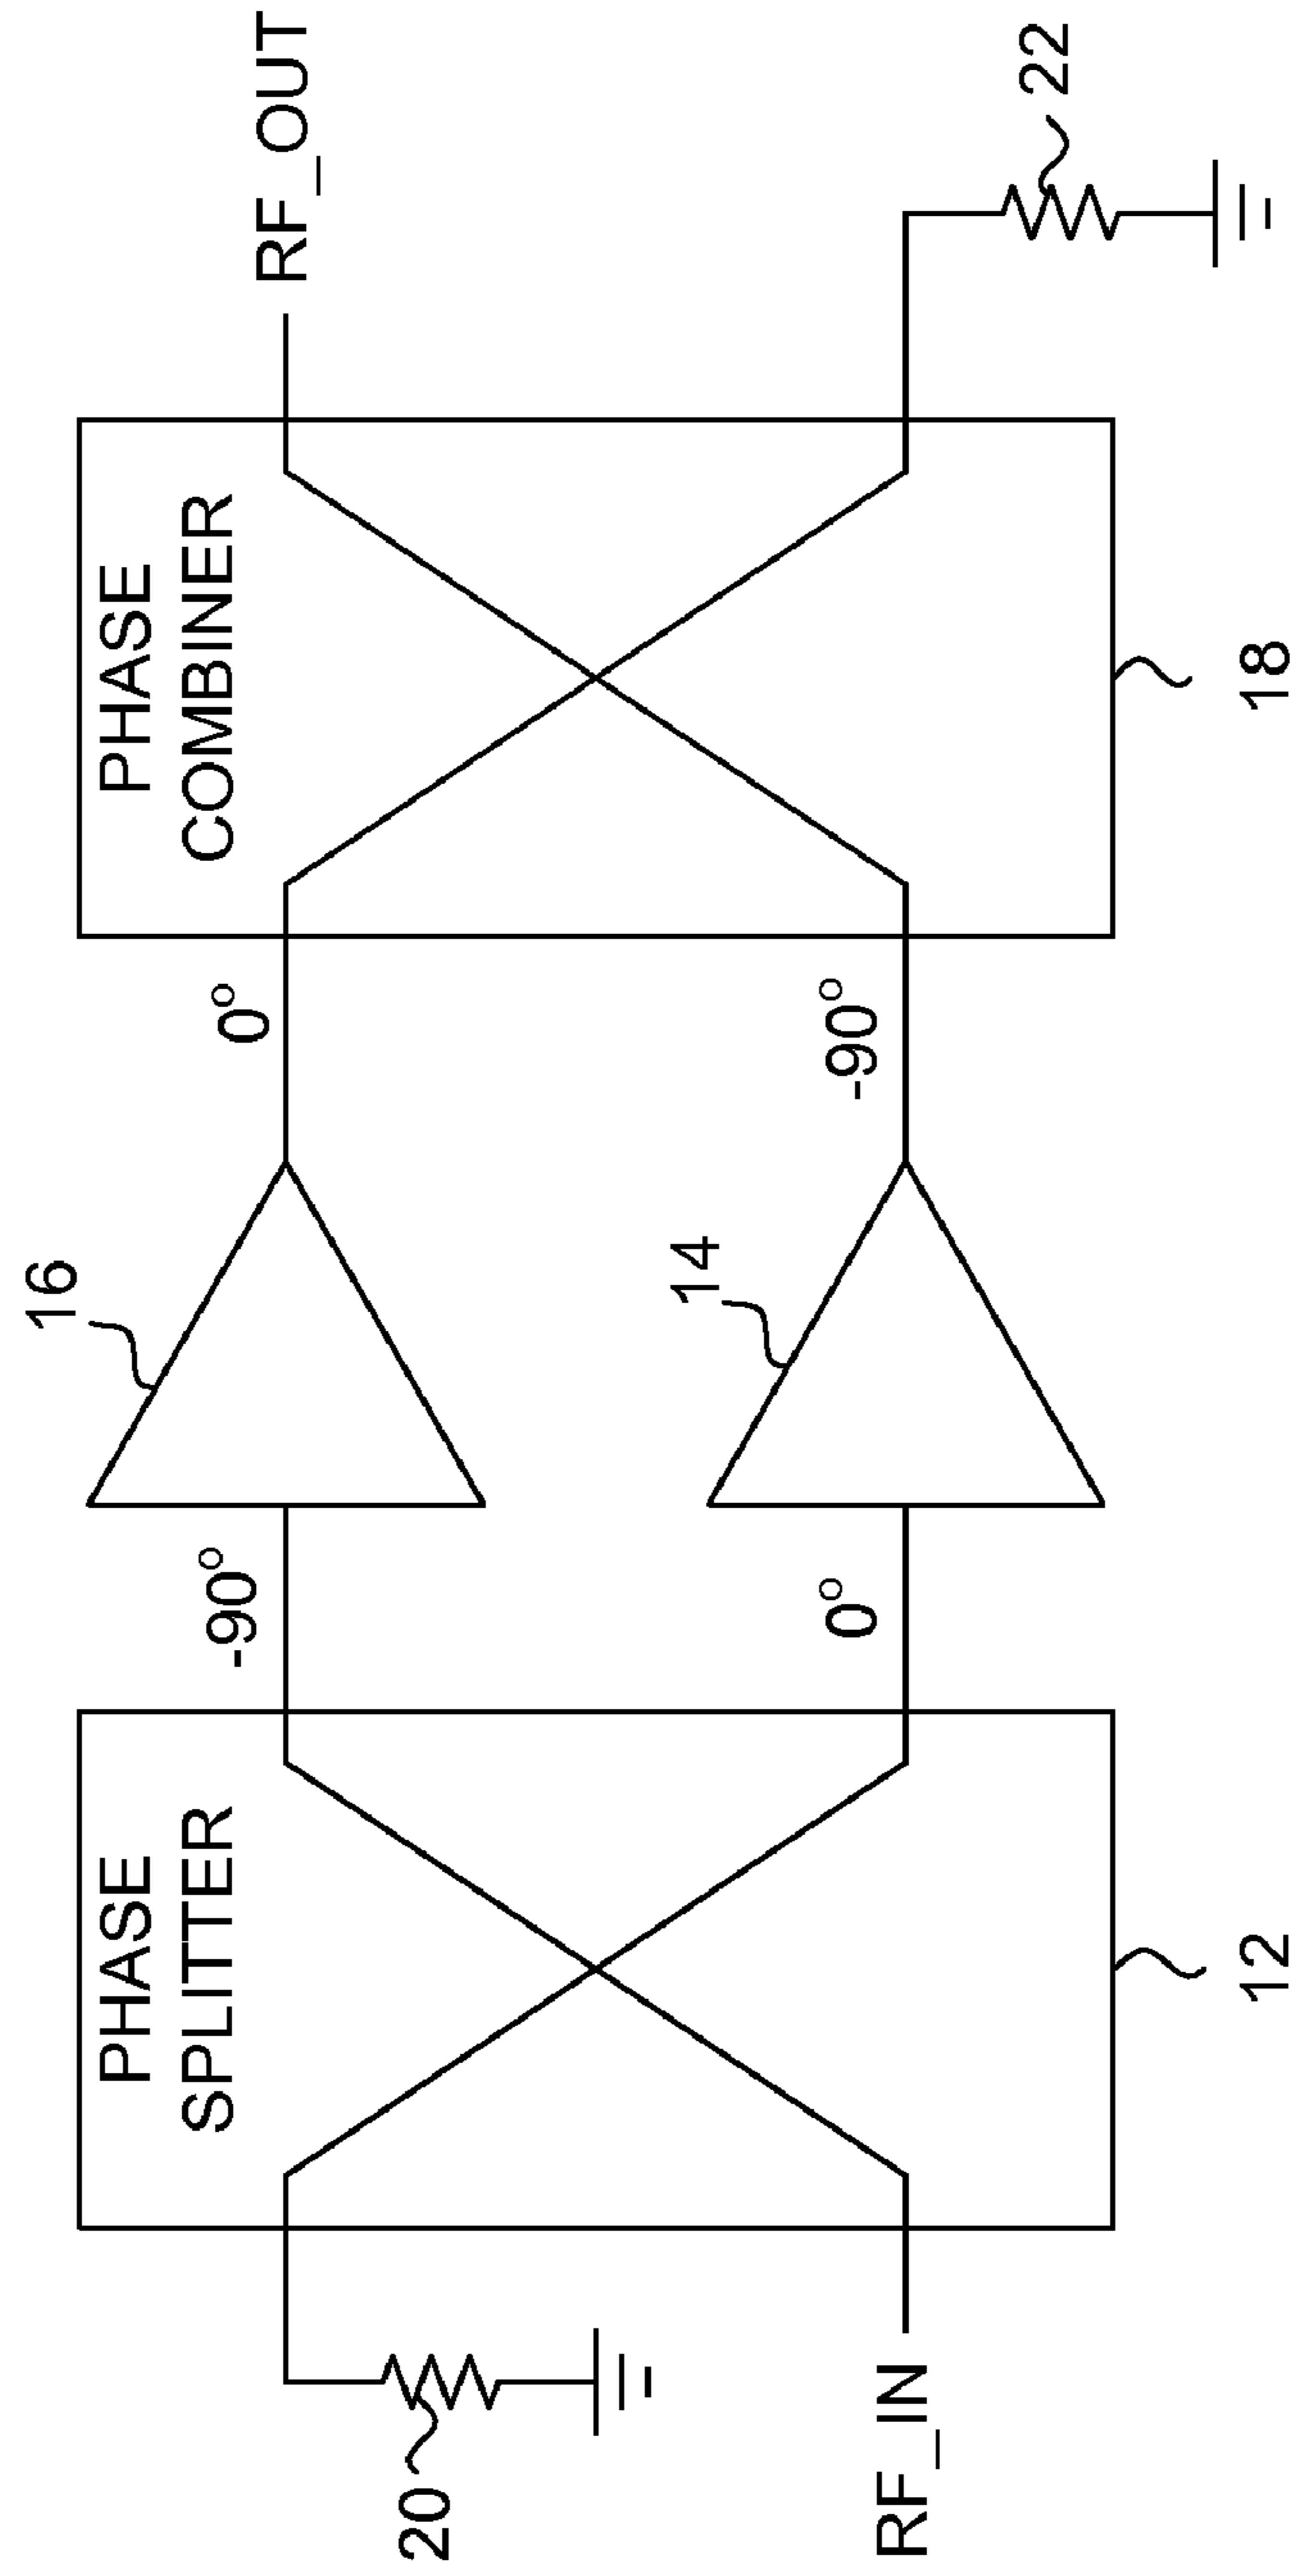 16
PHASE
SPLITTER
PHASE
COMBINER
-90°
0°
RF_OUT
20
14
22
RF_IN
0°
-90°
12
18